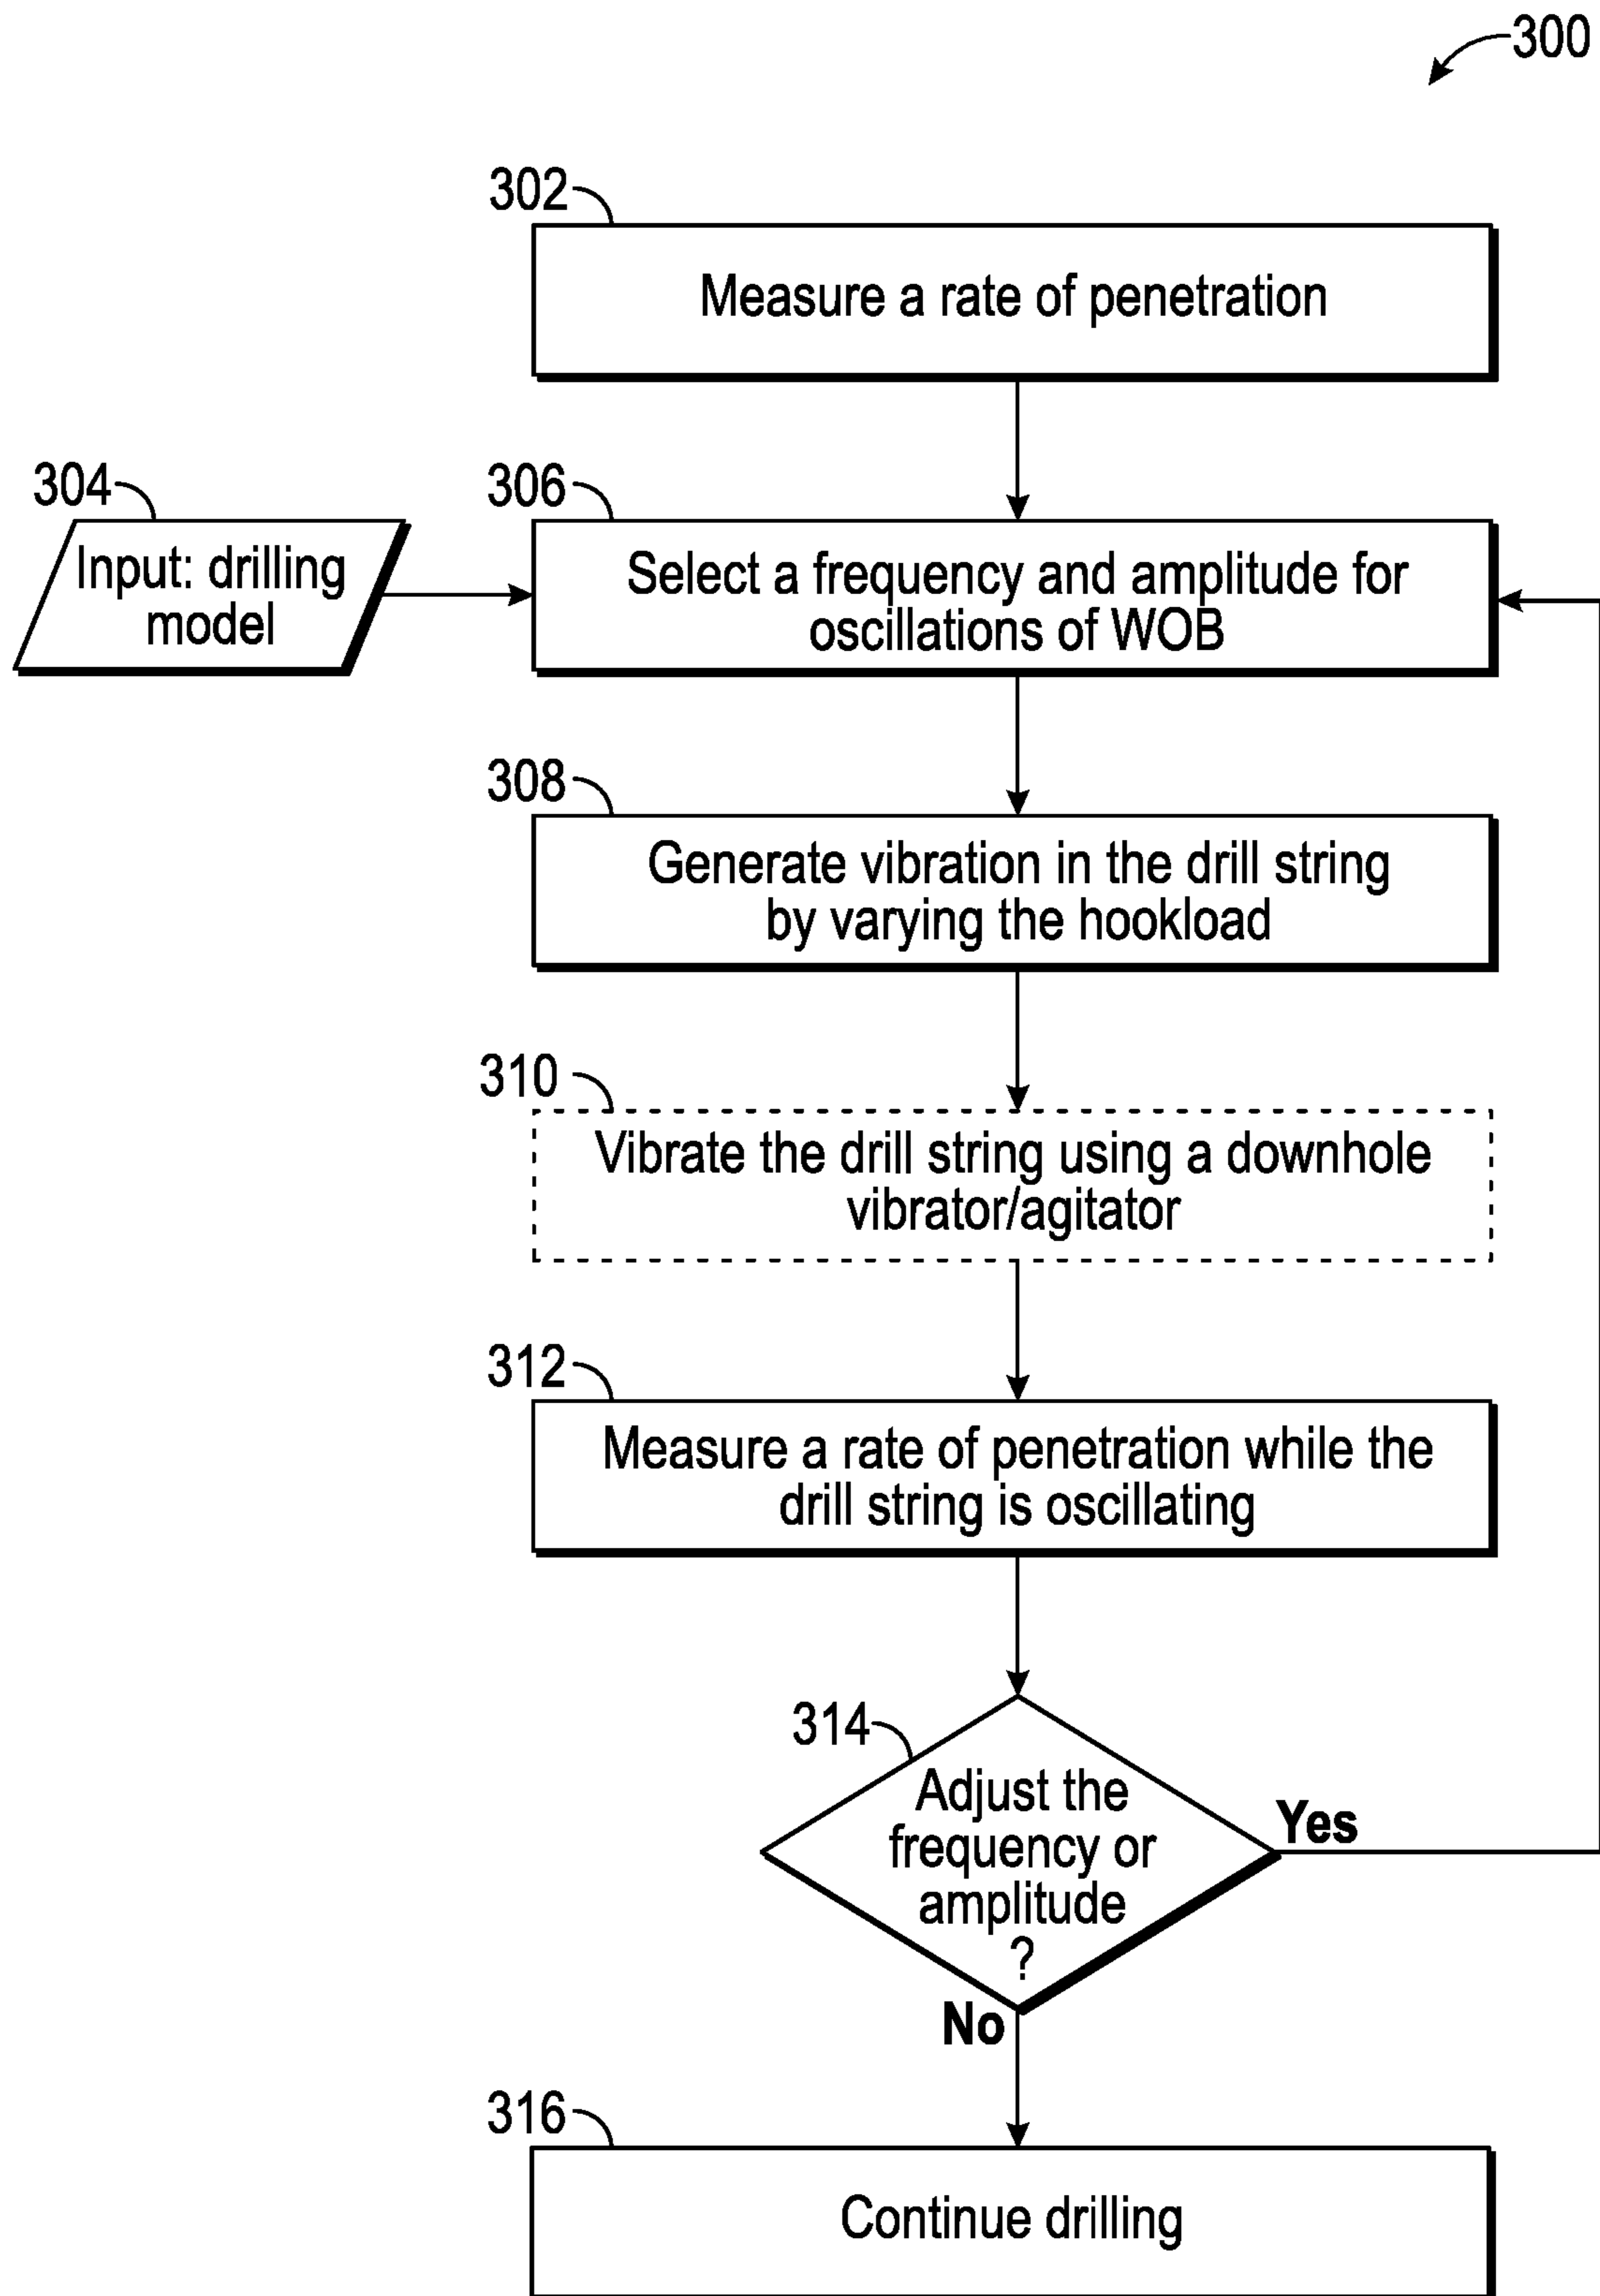 300
302
Measure a rate of penetration
304
Input: drilling
model
306
Select a frequency and amplitude for
oscillations of WOB
308
Generate vibration in the drill string
by varying the hookload
310
Vibrate the drill string using a downhole
vibrator/agitator
312
Measure a rate of penetration while the
drill string is oscillating
314
Adjust the
frequency or
amplitude
?
Yes
No
316
Continue drilling